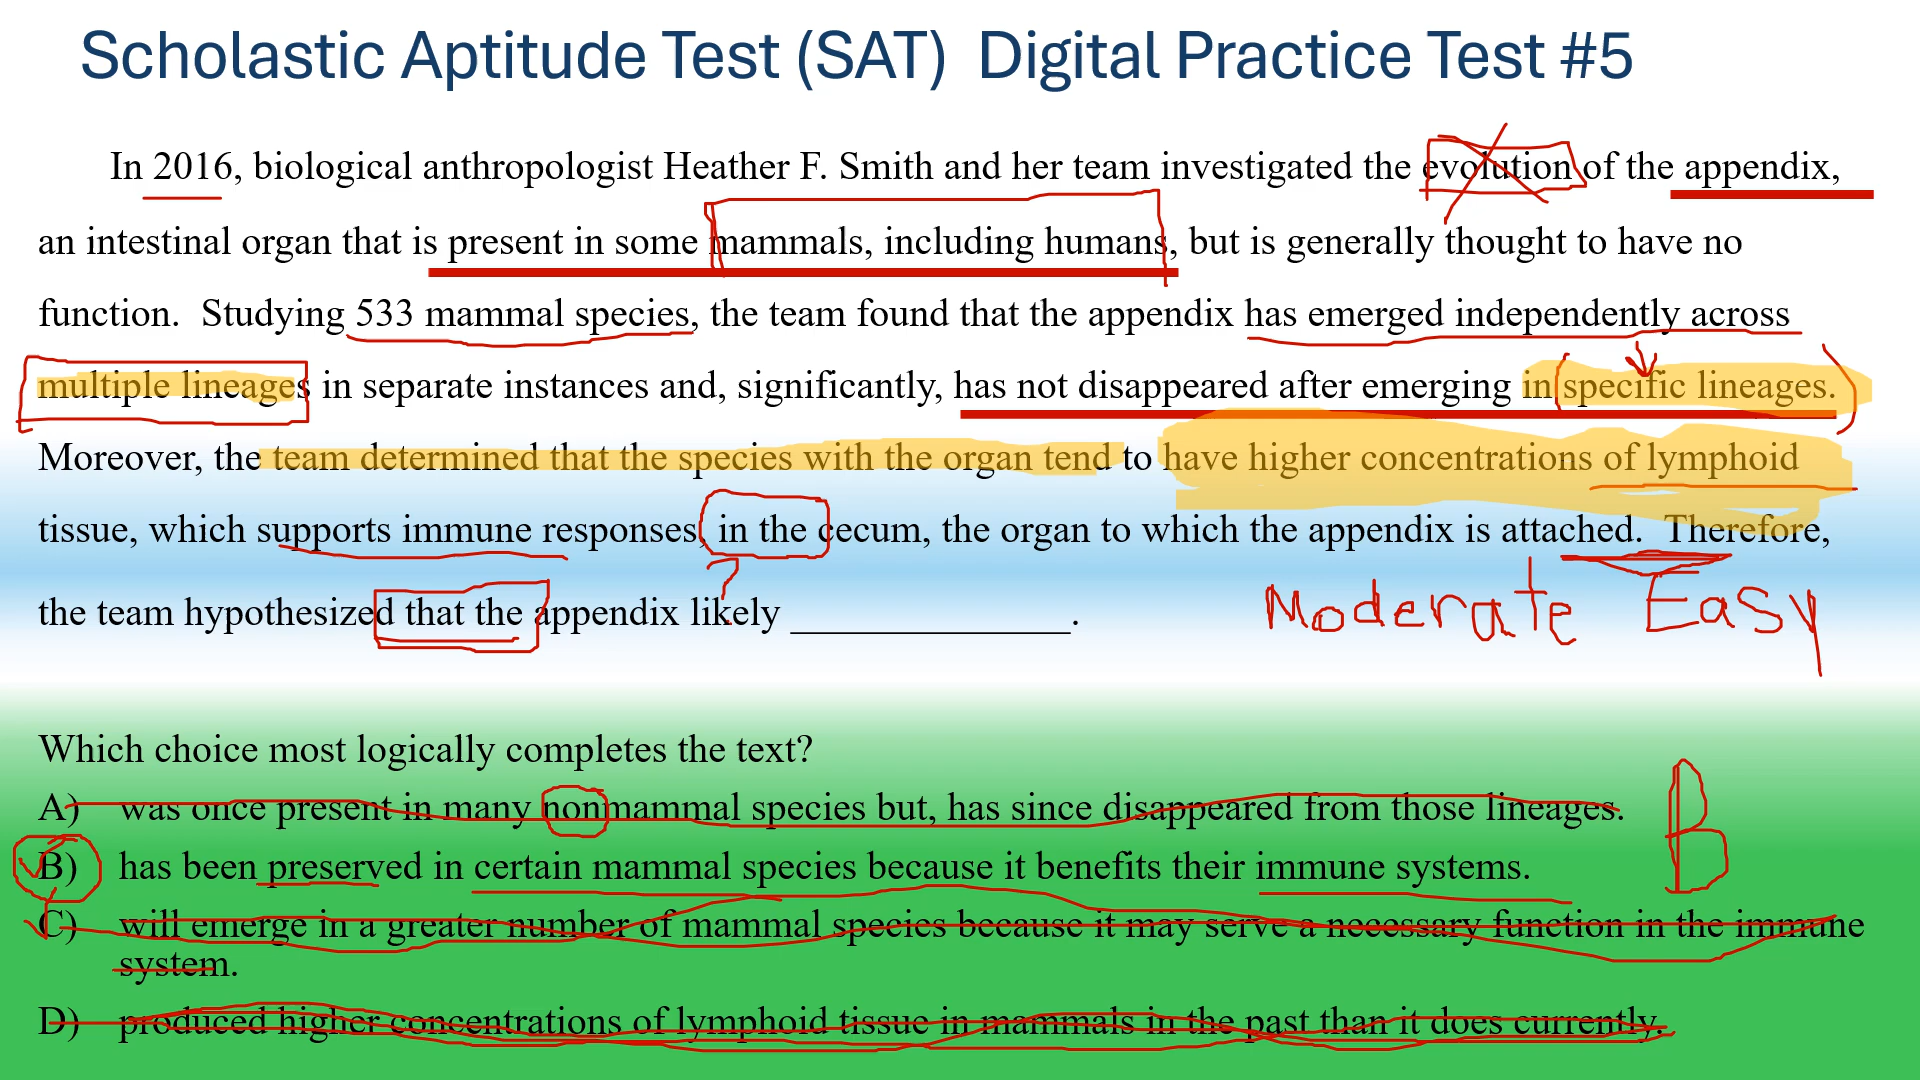 Scholastic Aptitude Test (SAT)  Digital Practice Test #5
In 2016, biological anthropologist Heather F. Smith and her team investigated the evolution of the appendix,
an intestinal organ that is present in some mammals, including humans, but is generally thought to have no
function.  Studying 533 mammal species, the team found that the appendix has emerged independently across
multiple lineages in separate instances and, significantly, has not disappeared after emerging in specific lineages.
Moreover, the team determined that the species with the organ tend to have higher concentrations of lymphoid
tissue, which supports immune responses, in the cecum, the organ to which the appendix is attached.  Therefore,
the team hypothesized that the appendix likely ______________.
?
Moderate Easy
Which choice most logically completes the text?
A) was once present in many nonmammal species but, has since disappeared from those lineages.
B) has been preserved in certain mammal species because it benefits their immune systems.
B
C) will emerge in a greater number of mammal species because it may serve a necessary function in the immune
system.
D) produced higher concentrations of lymphoid tissue in mammals in the past than it does currently.